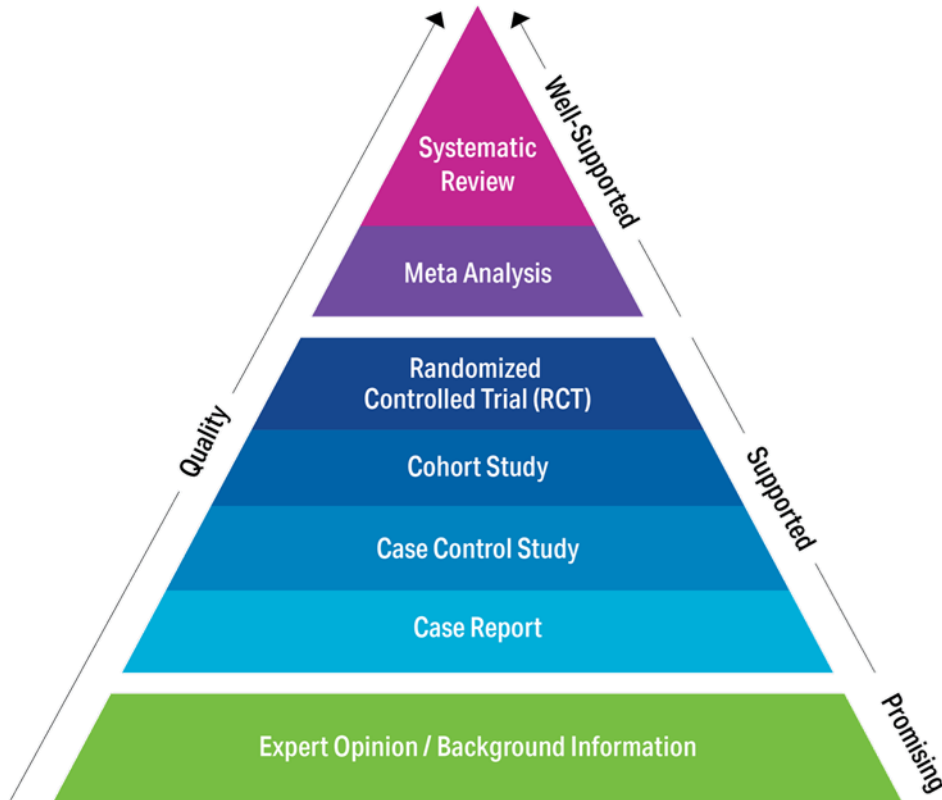 Systematic
Review
Well-Supported
Meta Analysis
Randomized
Controlled Trial (RCT)
Quality
Cohort Study
Supported
Case Control Study
Case Report
Promising
Expert Opinion / Background Information